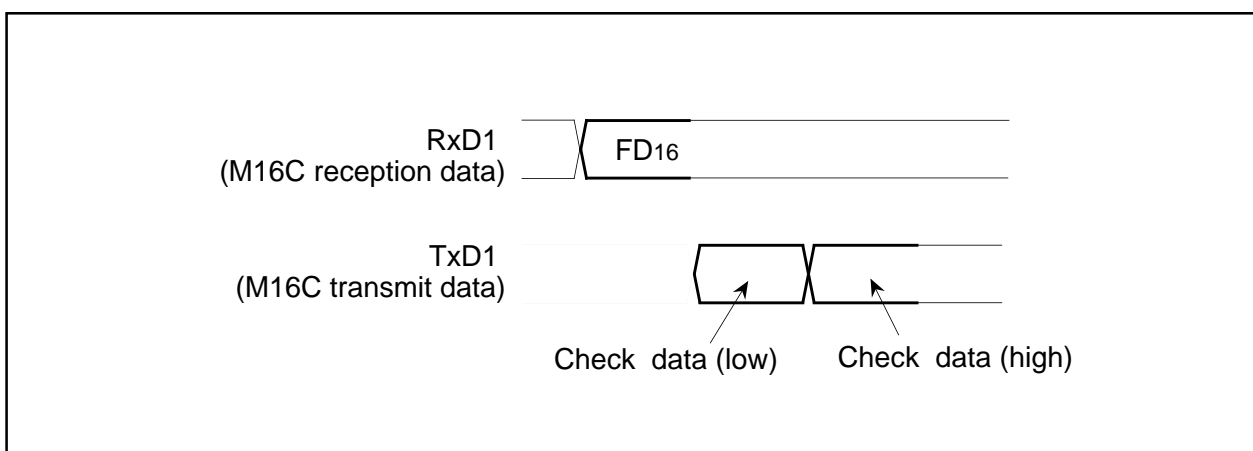 RxD1
(M16C reception data)
FD16
TxD1
(M16C transmit data)
Check data (low)
Check data (high)